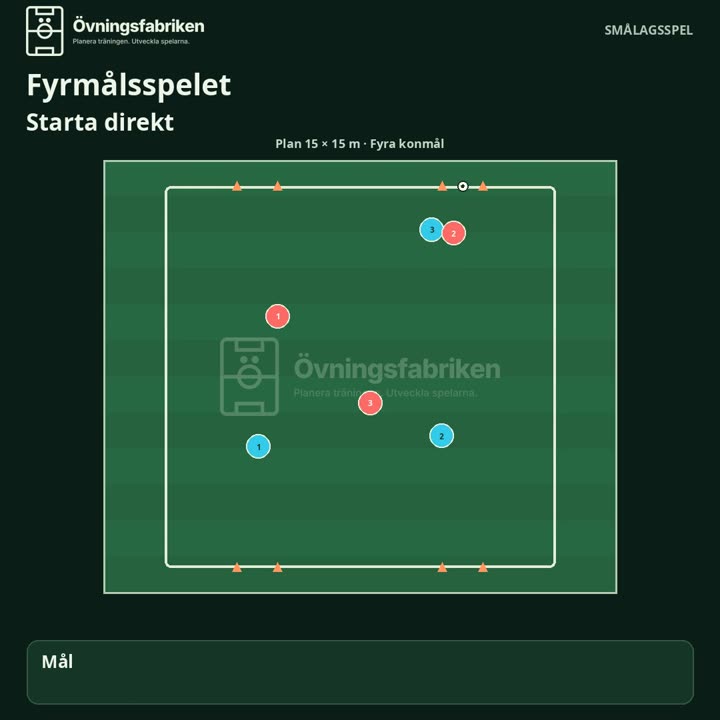 Övningsfabriken
Planera träningen. Utveckla spelarna.
SMÅLAGSSPEL
Fyrmålsspelet
Starta direkt
Plan 15 × 15 m · Fyra konmål
3
2
1
Övningsfabriken
Planera träningen. Utveckla spelarna.
3
2
1
Mål